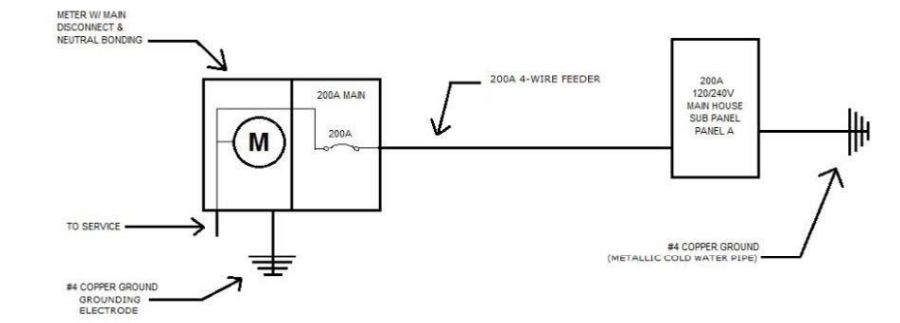 METER W/ MAIN
DISCONNECT &
NEUTRAL BONDING
200A MAIN
200A
M
TO SERVICE
#4 COPPER GROUND
GROUNDING
ELECTRODE
200A 4-WIRE FEEDER
200A
120/240V
MAIN HOUSE
SUB PANEL
PANEL A
#4 COPPER GROUND
(METALLIC COLD WATER PIPE)